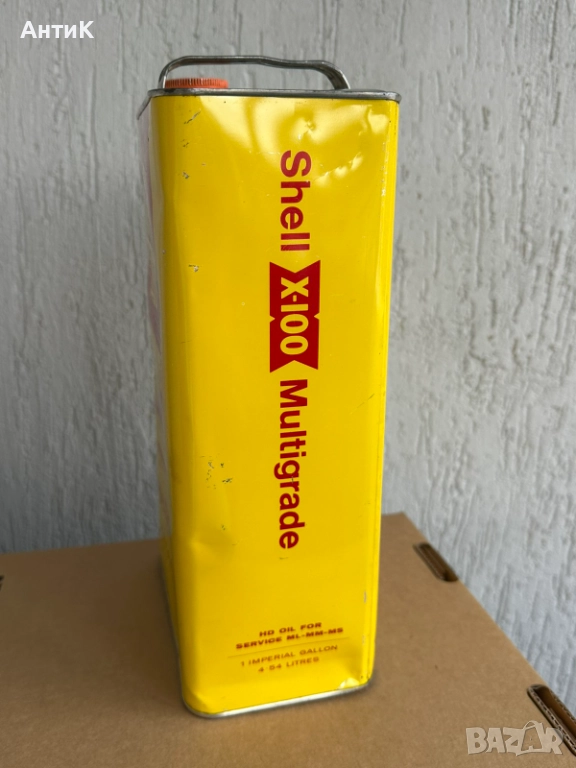 АнтиК
Shell X-100 Multigrade
HD OIL FOR
SERVICE ML-MM-MS
1 IMPERIAL GALLON
4 54 LITRES
BAZAR